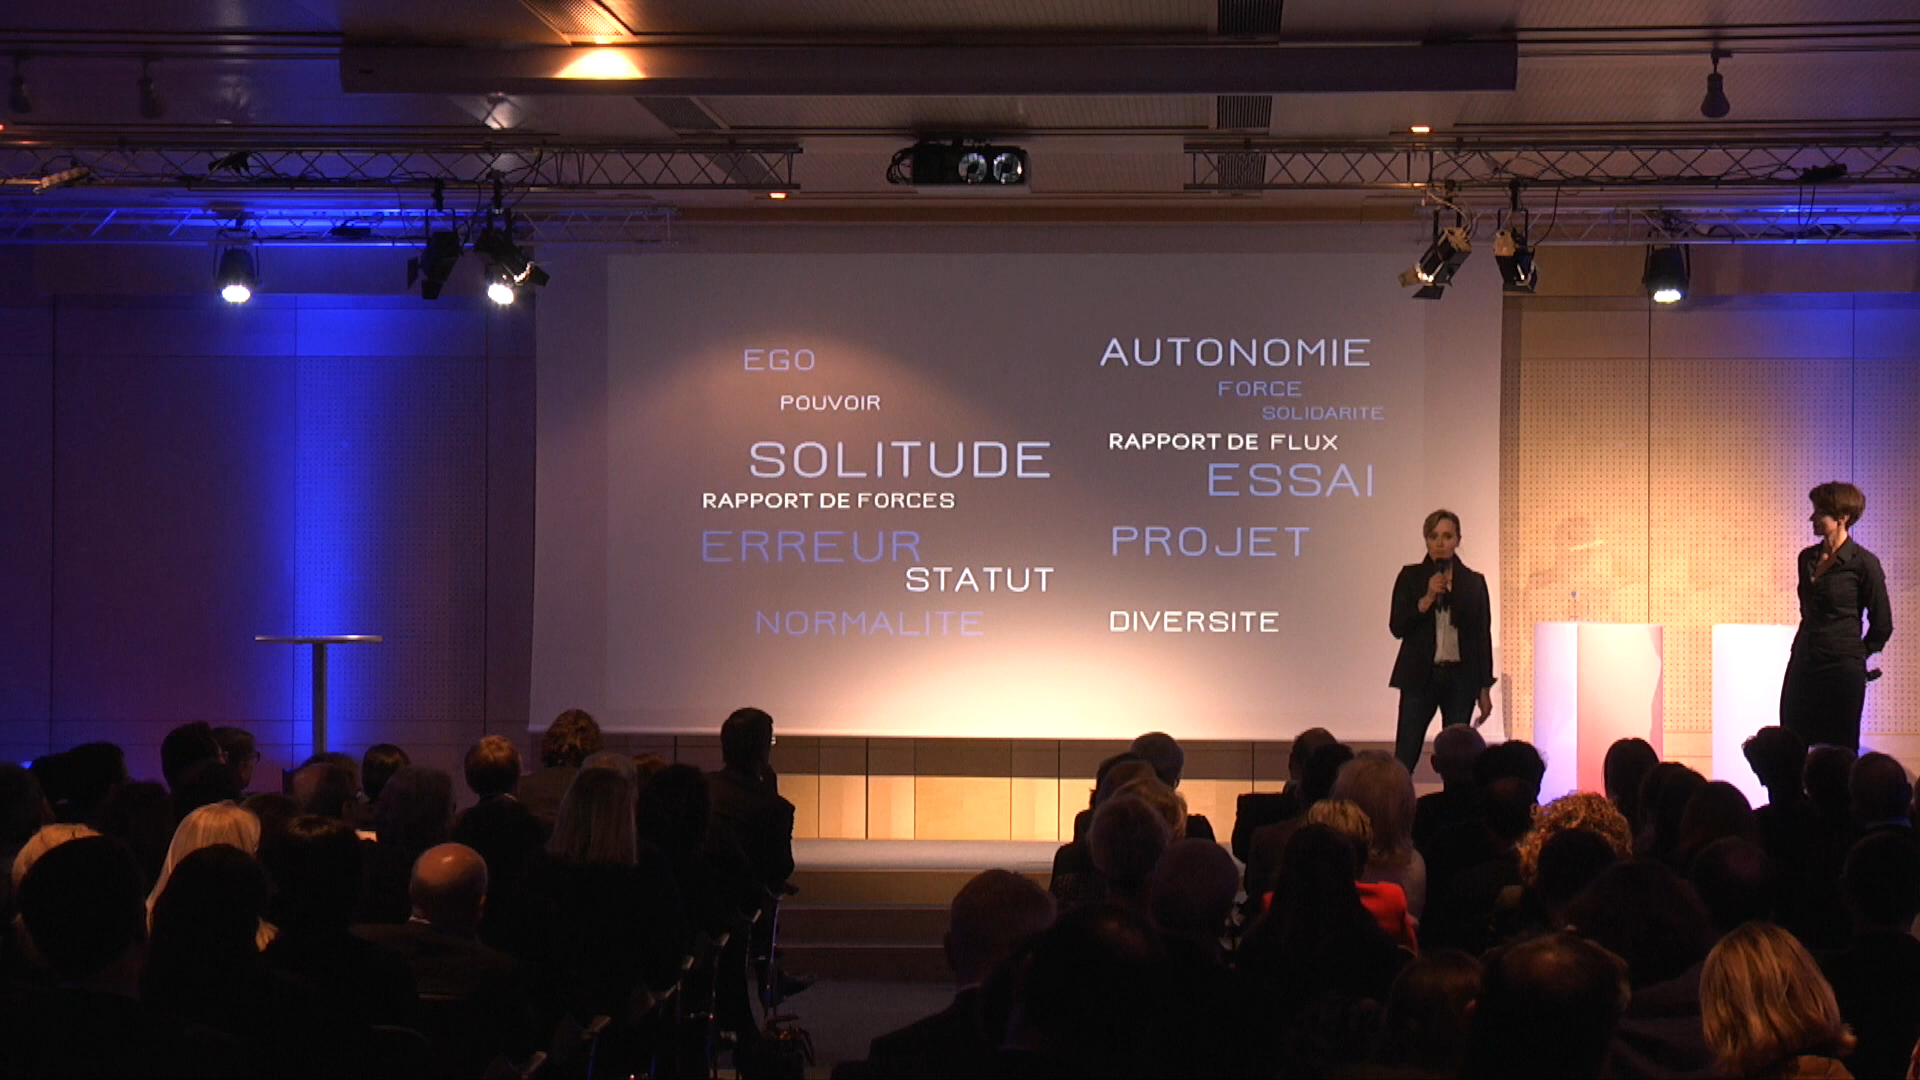 EGO
POUVOIR
SOLITUDE
RAPPORT DE FORCES
ERREUR
STATUT
NORMALITE
AUTONOMIE
FORCE
SOLIDARITE
RAPPORT DE FLUX
ESSAI
PROJET
DIVERSITE